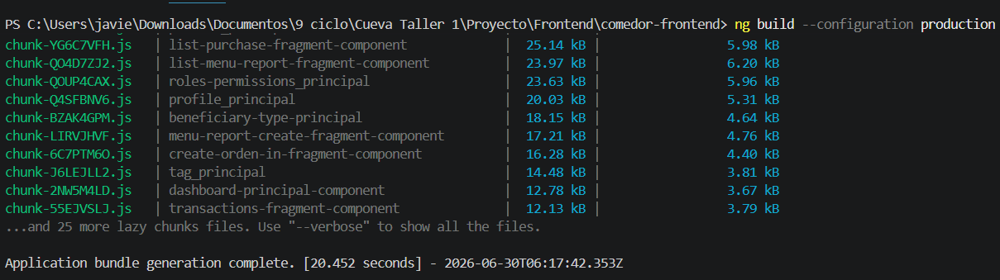 PS C:\Users\javie\Downloads\Documentos\9 ciclo\Cueva Taller 1\Proyecto\Frontend\comedor-frontend> ng build --configuration production
chunk-YG6C7VFH.js | list-purchase-fragment-component | 25.14 kB | 5.98 kB
chunk-QO4D7ZJ2.js | list-menu-report-fragment-component | 23.97 kB | 6.20 kB
chunk-QOUP4CAX.js | roles-permissions_principal | 23.63 kB | 5.96 kB
chunk-Q4SFBNV6.js | profile_principal | 20.03 kB | 5.31 kB
chunk-BZAK4GPM.js | beneficiary-type-principal | 18.15 kB | 4.64 kB
chunk-LIRVJHVF.js | menu-report-create-fragment-component | 17.21 kB | 4.76 kB
chunk-6C7PTM6O.js | create-orden-in-fragment-component | 16.28 kB | 4.40 kB
chunk-J6LEJLL2.js | tag_principal | 14.48 kB | 3.81 kB
chunk-2NW5M4LD.js | dashboard-principal-component | 12.78 kB | 3.67 kB
chunk-55EJVSLJ.js | transactions-fragment-component | 12.13 kB | 3.79 kB
...and 25 more lazy chunks files. Use "--verbose" to show all the files.
Application bundle generation complete. [20.452 seconds] - 2026-06-30T06:17:42.353Z